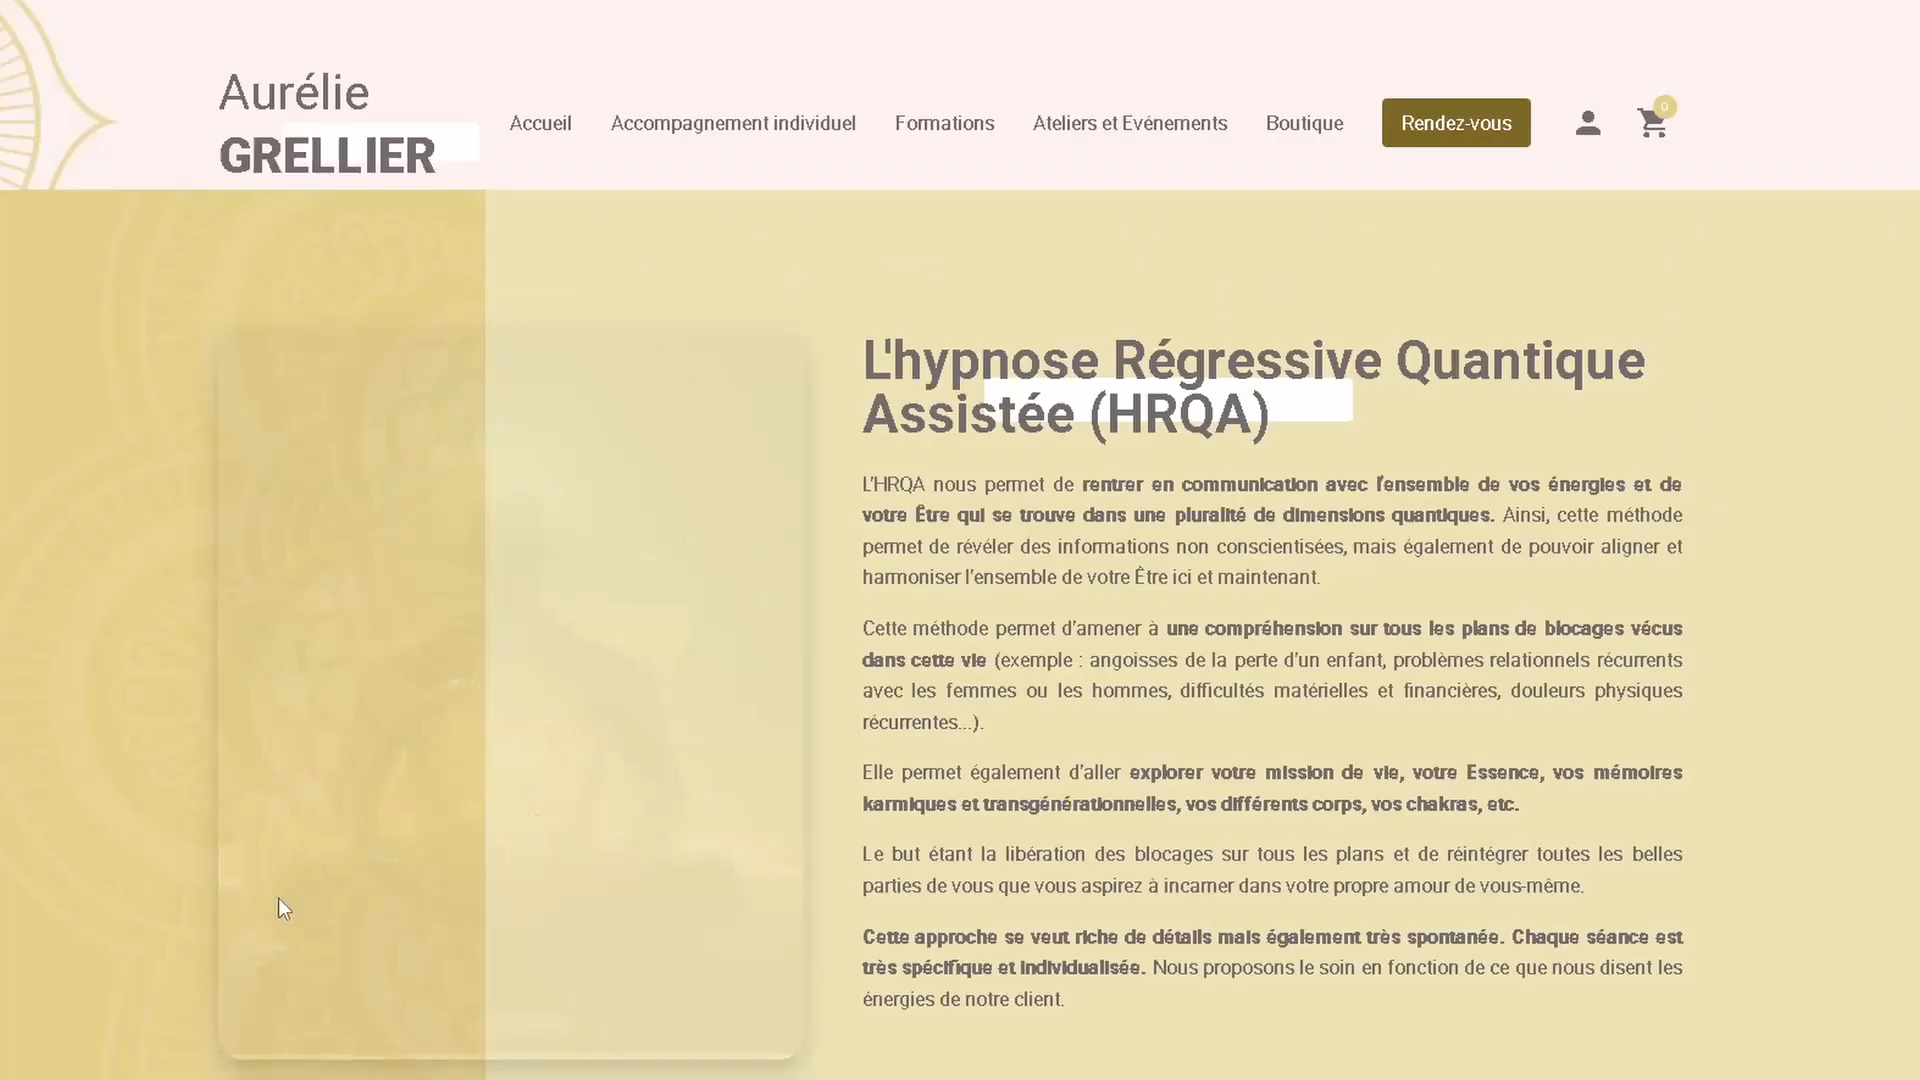 Aurélie
GRELLIER
Accueil
Accompagnement individuel
Formations
Ateliers et Evénements
Boutique
Rendez-vous
0
L'hypnose Régressive Quantique
Assistée (HRQA)
L'HRQA nous permet de rentrer en communication avec l'ensemble de vos énergies et de
votre Être qui se trouve dans une pluralité de dimensions quantiques. Ainsi, cette méthode
permet de révéler des informations non conscientisées, mais également de pouvoir aligner et
harmoniser l'ensemble de votre Être ici et maintenant.
Cette méthode permet d'amener à une compréhension sur tous les plans de blocages vécus
dans cette vie (exemple : angoisses de la perte d'un enfant, problèmes relationnels récurrents
avec les femmes ou les hommes, difficultés matérielles et financières, douleurs physiques
récurrentes...).
Elle permet également d'aller explorer votre mission de vie, votre Essence, vos mémoires
karmiques et transgénérationnelles, vos différents corps, vos chakras, etc.
Le but étant la libération des blocages sur tous les plans et de réintégrer toutes les belles
parties de vous que vous aspirez à incarner dans votre propre amour de vous-même.
Cette approche se veut riche de détails mais également très spontanée. Chaque séance est
très spécifique et individualisée. Nous proposons le soin en fonction de ce que nous disent les
énergies de notre client.